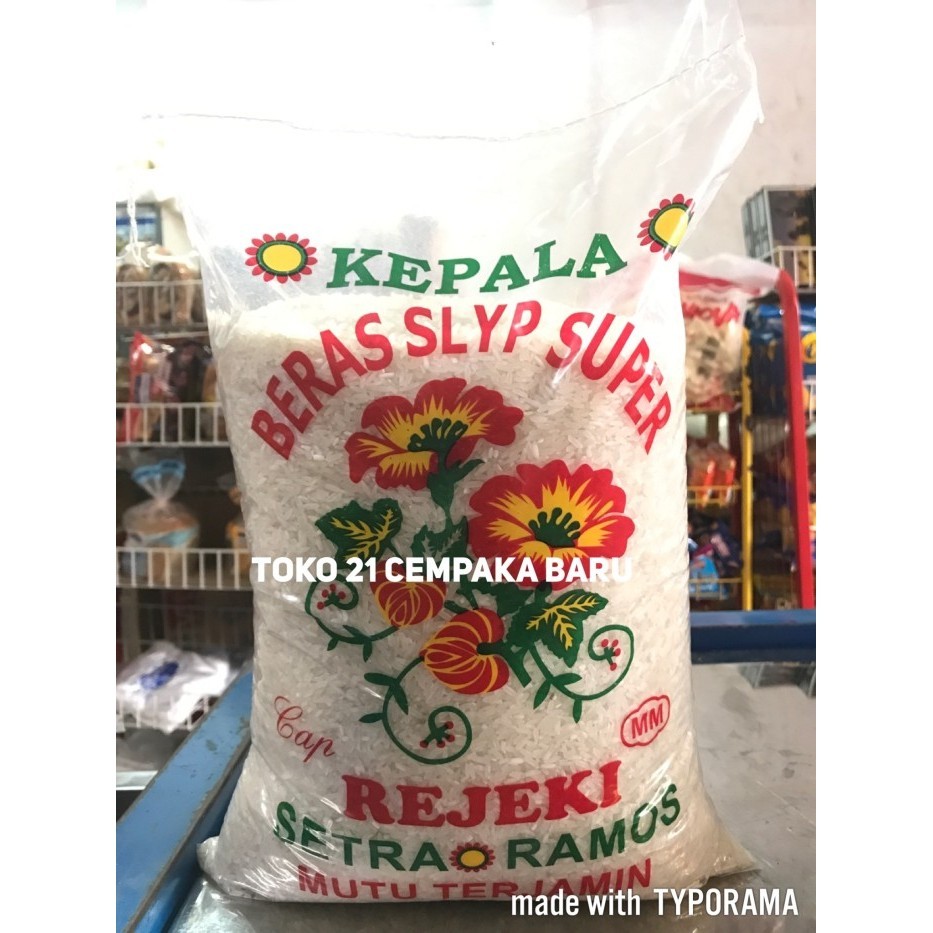 KEPALA
BERAS SLYP SUPER
TOKO 21 CEMPAKA BARU
Cap
MM
REJEKI
SETRA RAMOS
MUTU TERJAMIN
made with TYPORAMA